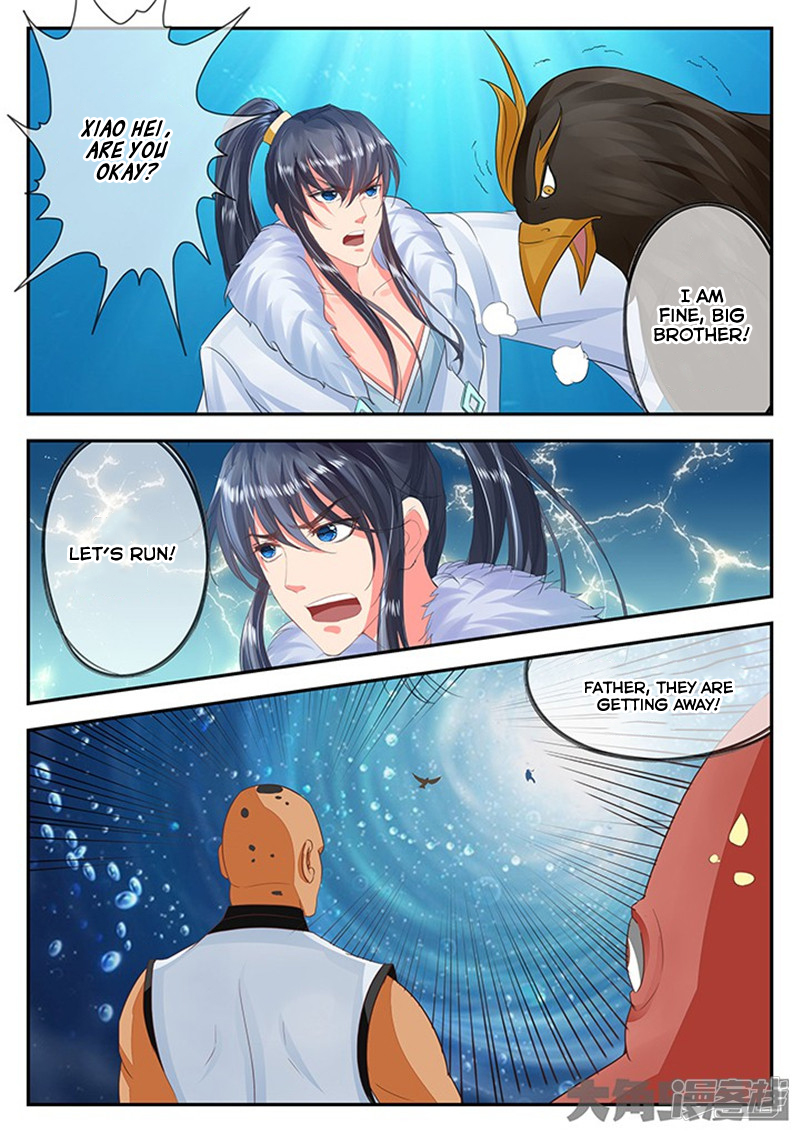 XIAO HEI,
ARE YOU
OKAY?
I AM
FINE, BIG
BROTHER!
LET'S RUN!
FATHER, THEY ARE
GETTING AWAY!